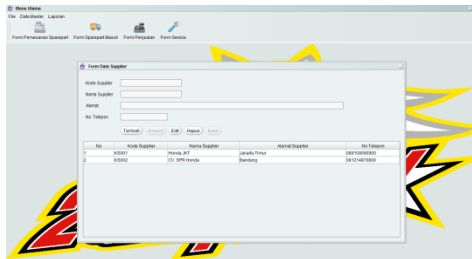 Menu Utama
File Data Master Laporan
Form Pemesanan Sparepart Form Sparepart Masuk Form Penjualan Form Service
Form Data Supplier
Kode Supplier
Nama Supplier
Alamat
No Telepon
Tambah Simpan Edit Hapus Batal
No Kode Supplier Nama Supplier Alamat Supplier No Telepon
1 KS001 Honda JKT Jakarta Timur
2 KS002 CV. SPR Honda Bandung